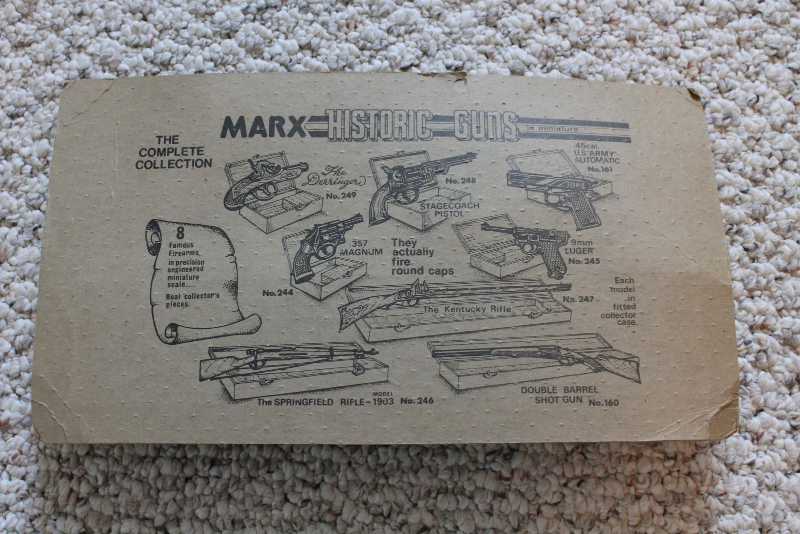 MARX HISTORIC GUNS in miniature
THE
COMPLETE
COLLECTION
The
Derringer
No.249
No.248
STAGECOACH
PISTOL
45cal.
U.S. ARMY
AUTOMATIC
No.161
8
Famous
Firearms
in precision
engineered
miniature
scale....
Real collector's
pieces.
357
MAGNUM
No.244
They
actually
fire
round caps
9mm
LUGER
No.245
The Kentucky Rifle
No.247
Each
model
in
fitted
collector
case.
The SPRINGFIELD RIFLE-MODEL 1903 No.246
DOUBLE BARREL
SHOT GUN No.160